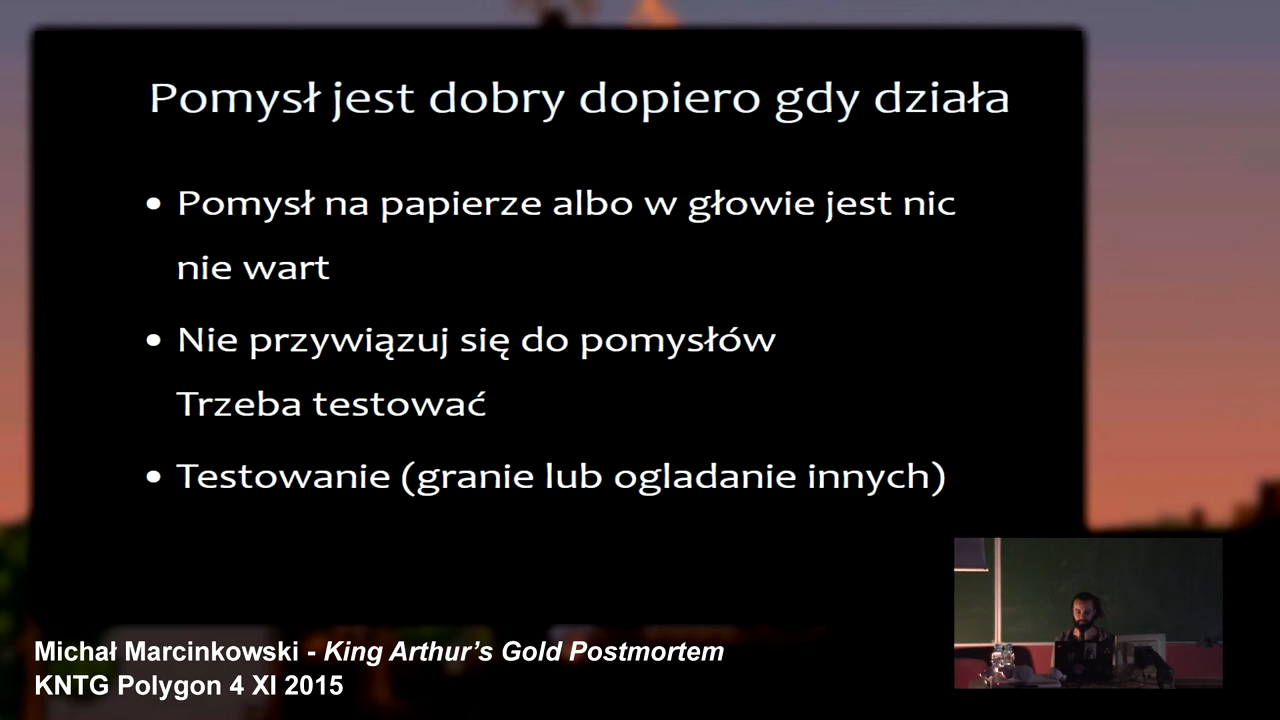 Pomysł jest dobry dopiero gdy działa
• Pomysł na papierze albo w głowie jest nic
nie wart
• Nie przywiązuj się do pomysłów
Trzeba testować
• Testowanie (granie lub ogladanie innych)
Michał Marcinkowski - King Arthur's Gold Postmortem
KNTG Polygon 4 XI 2015